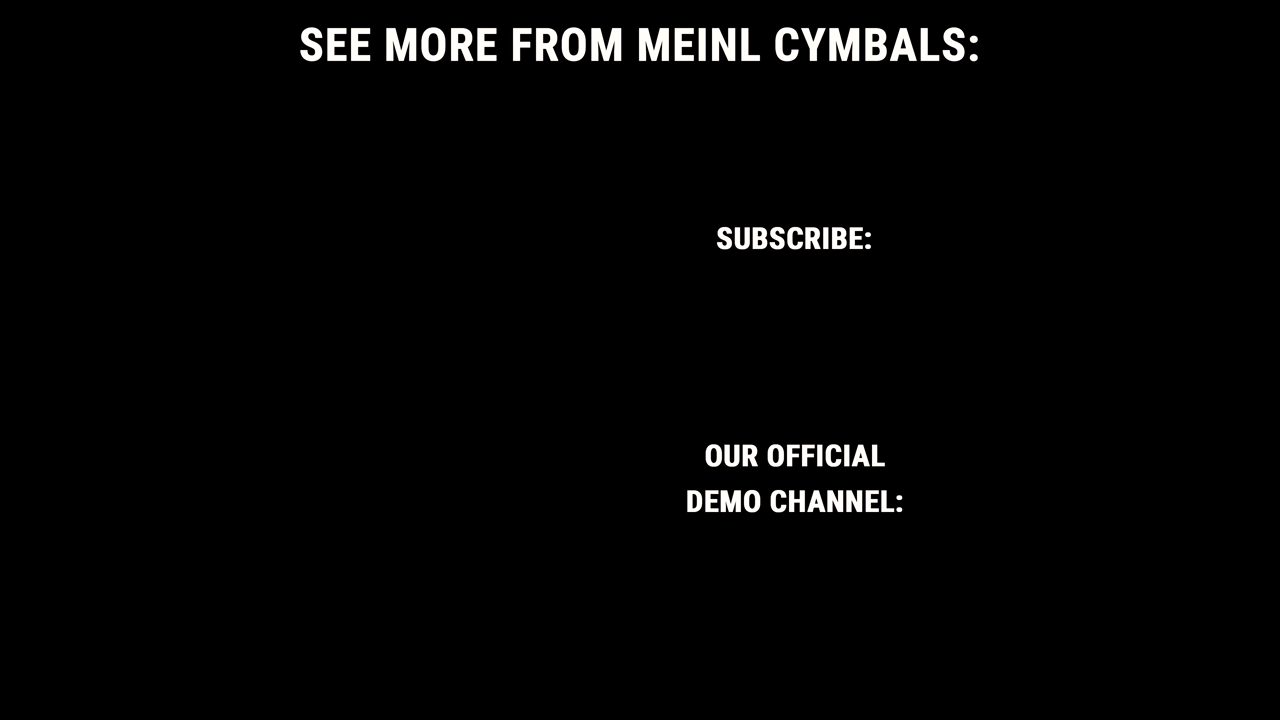 SEE MORE FROM MEINL CYMBALS:
SUBSCRIBE:
OUR OFFICIAL
DEMO CHANNEL: